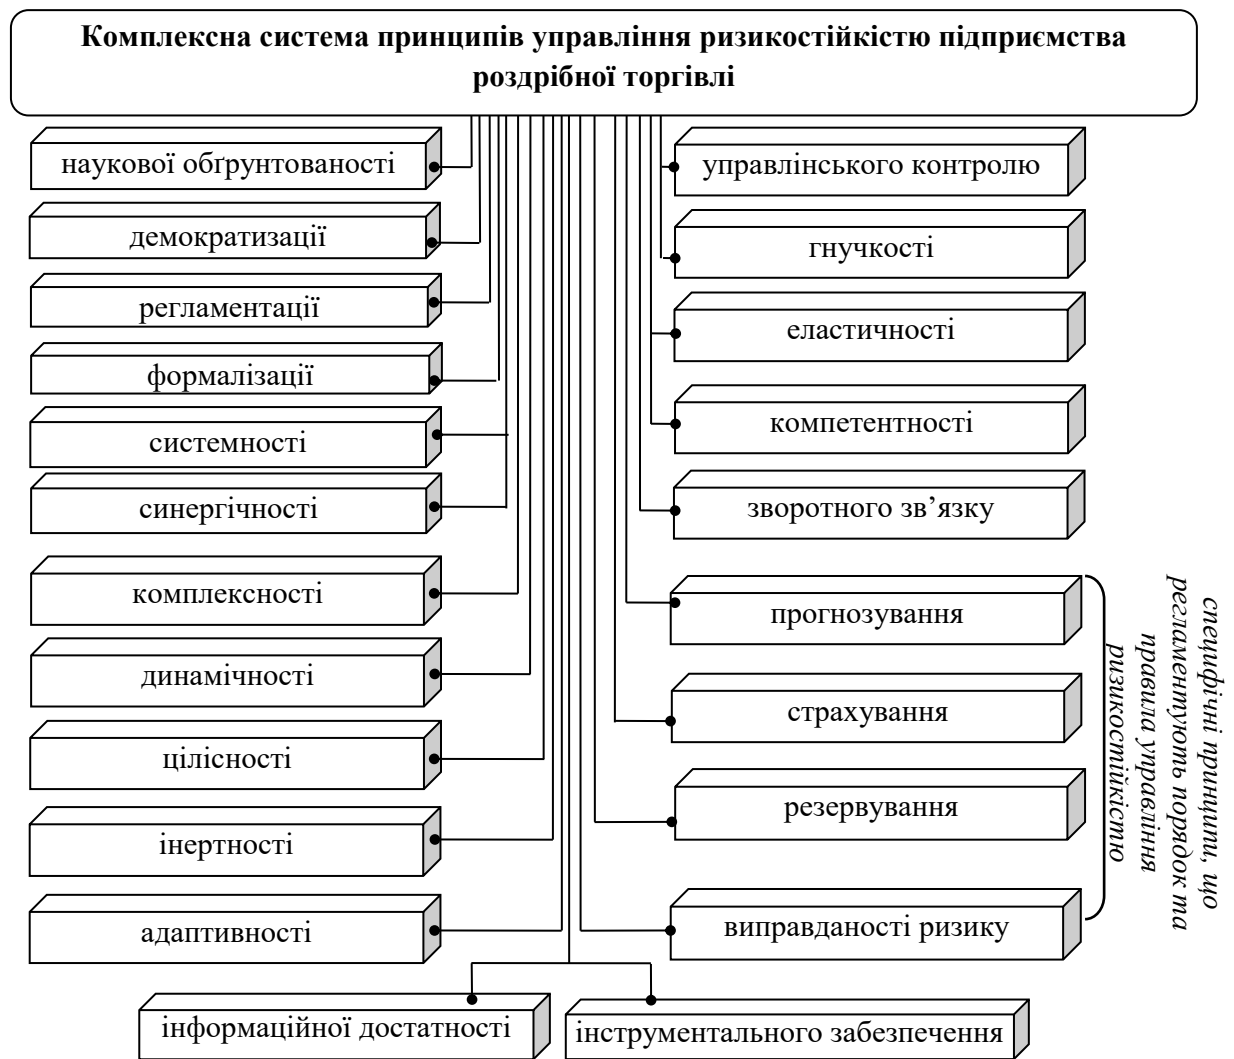 Комплексна система принципів управління ризикостійкістю підприємства
роздрібної торгівлі
наукової обґрунтованості
демократизації
регламентації
формалізації
системності
синергічності
комплексності
динамічності
цілісності
інертності
адаптивності
управлінського контролю
гнучкості
еластичності
компетентності
зворотного зв’язку
прогнозування
страхування
резервування
виправданості ризику
специфічні принципи, що
регламентують порядок та
правила управління
ризикостійкістю
інформаційної достатності
інструментального забезпечення